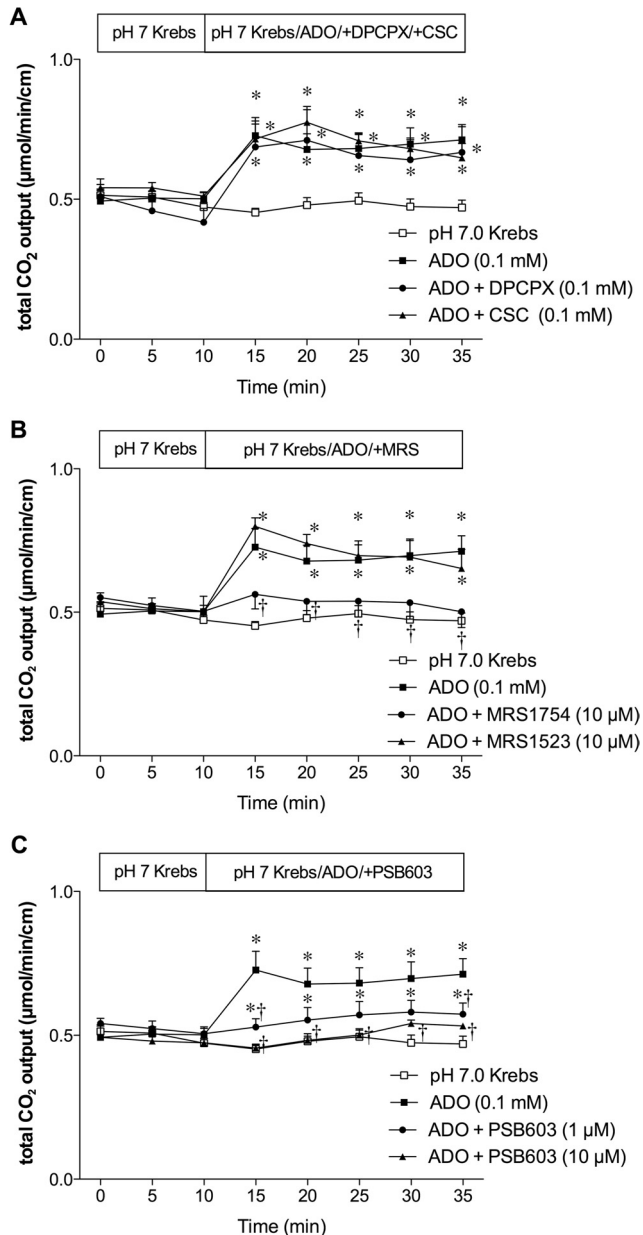 A
pH 7 Krebs
pH 7 Krebs/ADO/+DPCPX/+CSC
1.0
* * * * *
* * * * *
* * * * *
0.5
0.0
total CO2 output (µmol/min/cm)
pH 7.0 Krebs
ADO (0.1 mM)
ADO + DPCPX (0.1 mM)
ADO + CSC (0.1 mM)
0 5 10 15 20 25 30 35
Time (min)
B
pH 7 Krebs
pH 7 Krebs/ADO/+MRS
1.0
* * * * *
* * * * *
0.5
† † † † †
0.0
total CO2 output (µmol/min/cm)
pH 7.0 Krebs
ADO (0.1 mM)
ADO + MRS1754 (10 µM)
ADO + MRS1523 (10 µM)
0 5 10 15 20 25 30 35
Time (min)
C
pH 7 Krebs
pH 7 Krebs/ADO/+PSB603
1.0
* * * * *
*† * * * *†
0.5
† † † † †
0.0
total CO2 output (µmol/min/cm)
pH 7.0 Krebs
ADO (0.1 mM)
ADO + PSB603 (1 µM)
ADO + PSB603 (10 µM)
0 5 10 15 20 25 30 35
Time (min)